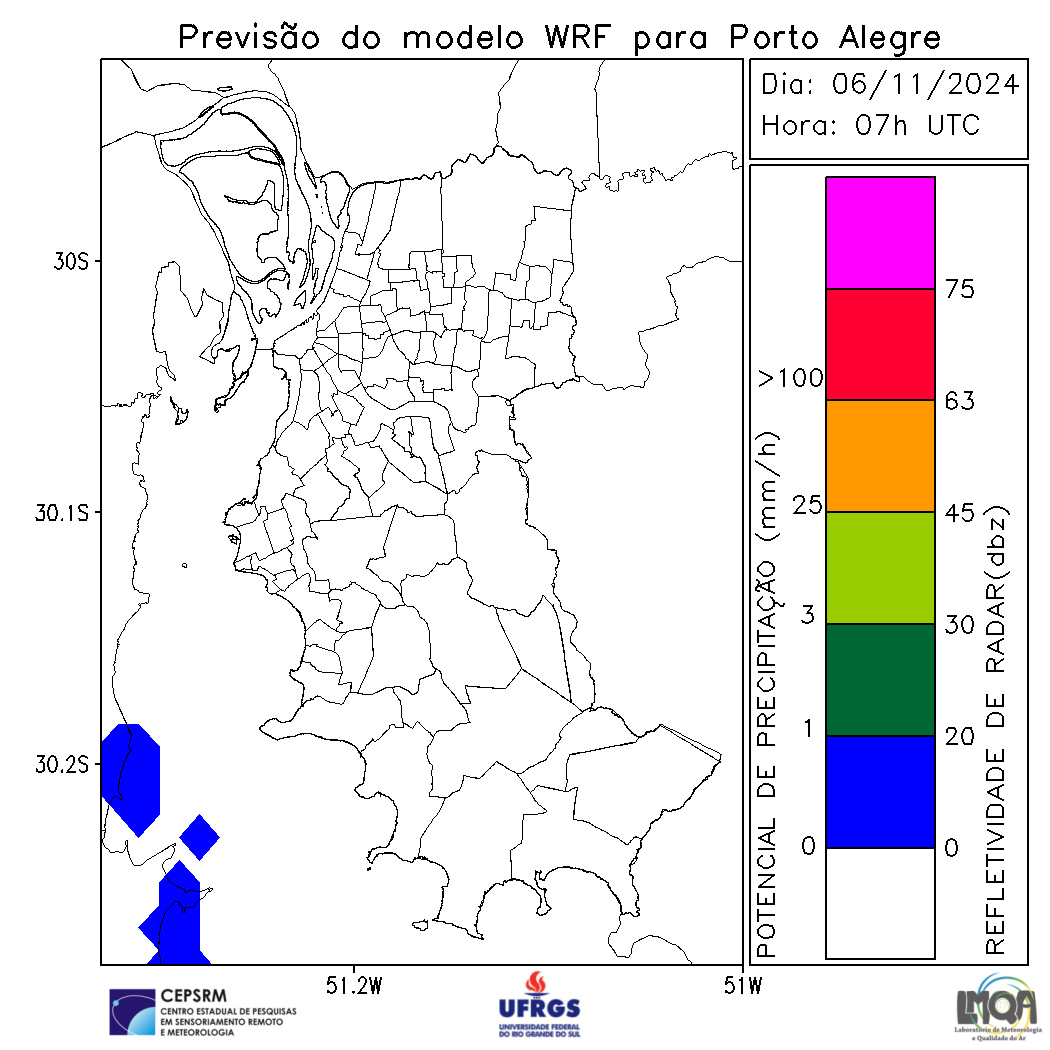 Previsão do modelo WRF para Porto Alegre
Dia: 06/11/2024
Hora: 07h UTC
30S
30.1S
30.2S
51.2W
51W
POTENCIAL DE PRECIPITAÇÃO (mm/h)
>100
25
3
1
0
75
63
45
30
20
0
REFLETIVIDADE DE RADAR(dbz)
CEPSRM
CENTRO ESTADUAL DE PESQUISAS
EM SENSORIAMENTO REMOTO
E METEOROLOGIA
UFRGS
UNIVERSIDADE FEDERAL
DO RIO GRANDE DO SUL
LMQA
Laboratório de Meteorologia
e Qualidade do Ar